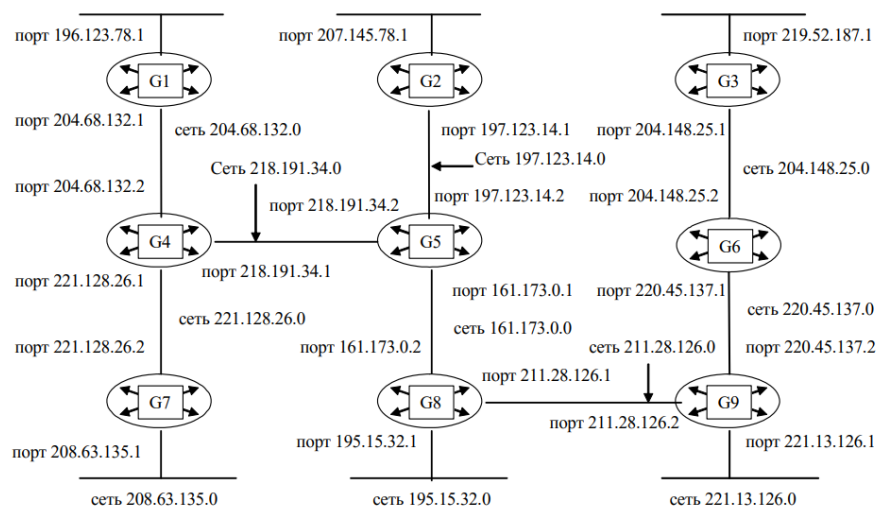 порт 196.123.78.1
порт 207.145.78.1
порт 219.52.187.1
G1
G2
G3
порт 204.68.132.1
сеть 204.68.132.0
порт 197.123.14.1
порт 204.148.25.1
Сеть 218.191.34.0
Сеть 197.123.14.0
сеть 204.148.25.0
порт 204.68.132.2
порт 218.191.34.2
порт 197.123.14.2
порт 204.148.25.2
G4
G5
G6
порт 221.128.26.1
порт 218.191.34.1
порт 161.173.0.1
порт 220.45.137.1
сеть 221.128.26.0
сеть 161.173.0.0
сеть 220.45.137.0
порт 221.128.26.2
порт 161.173.0.2
сеть 211.28.126.0
порт 220.45.137.2
порт 211.28.126.1
G7
G8
G9
порт 208.63.135.1
порт 195.15.32.1
порт 211.28.126.2
порт 221.13.126.1
сеть 208.63.135.0
сеть 195.15.32.0
сеть 221.13.126.0